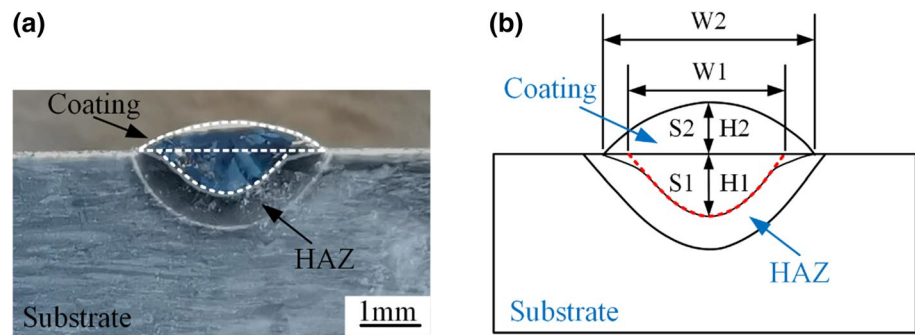 (a)
Coating
HAZ
Substrate
1mm
(b)
W2
W1
Coating
S2
H2
S1
H1
HAZ
Substrate